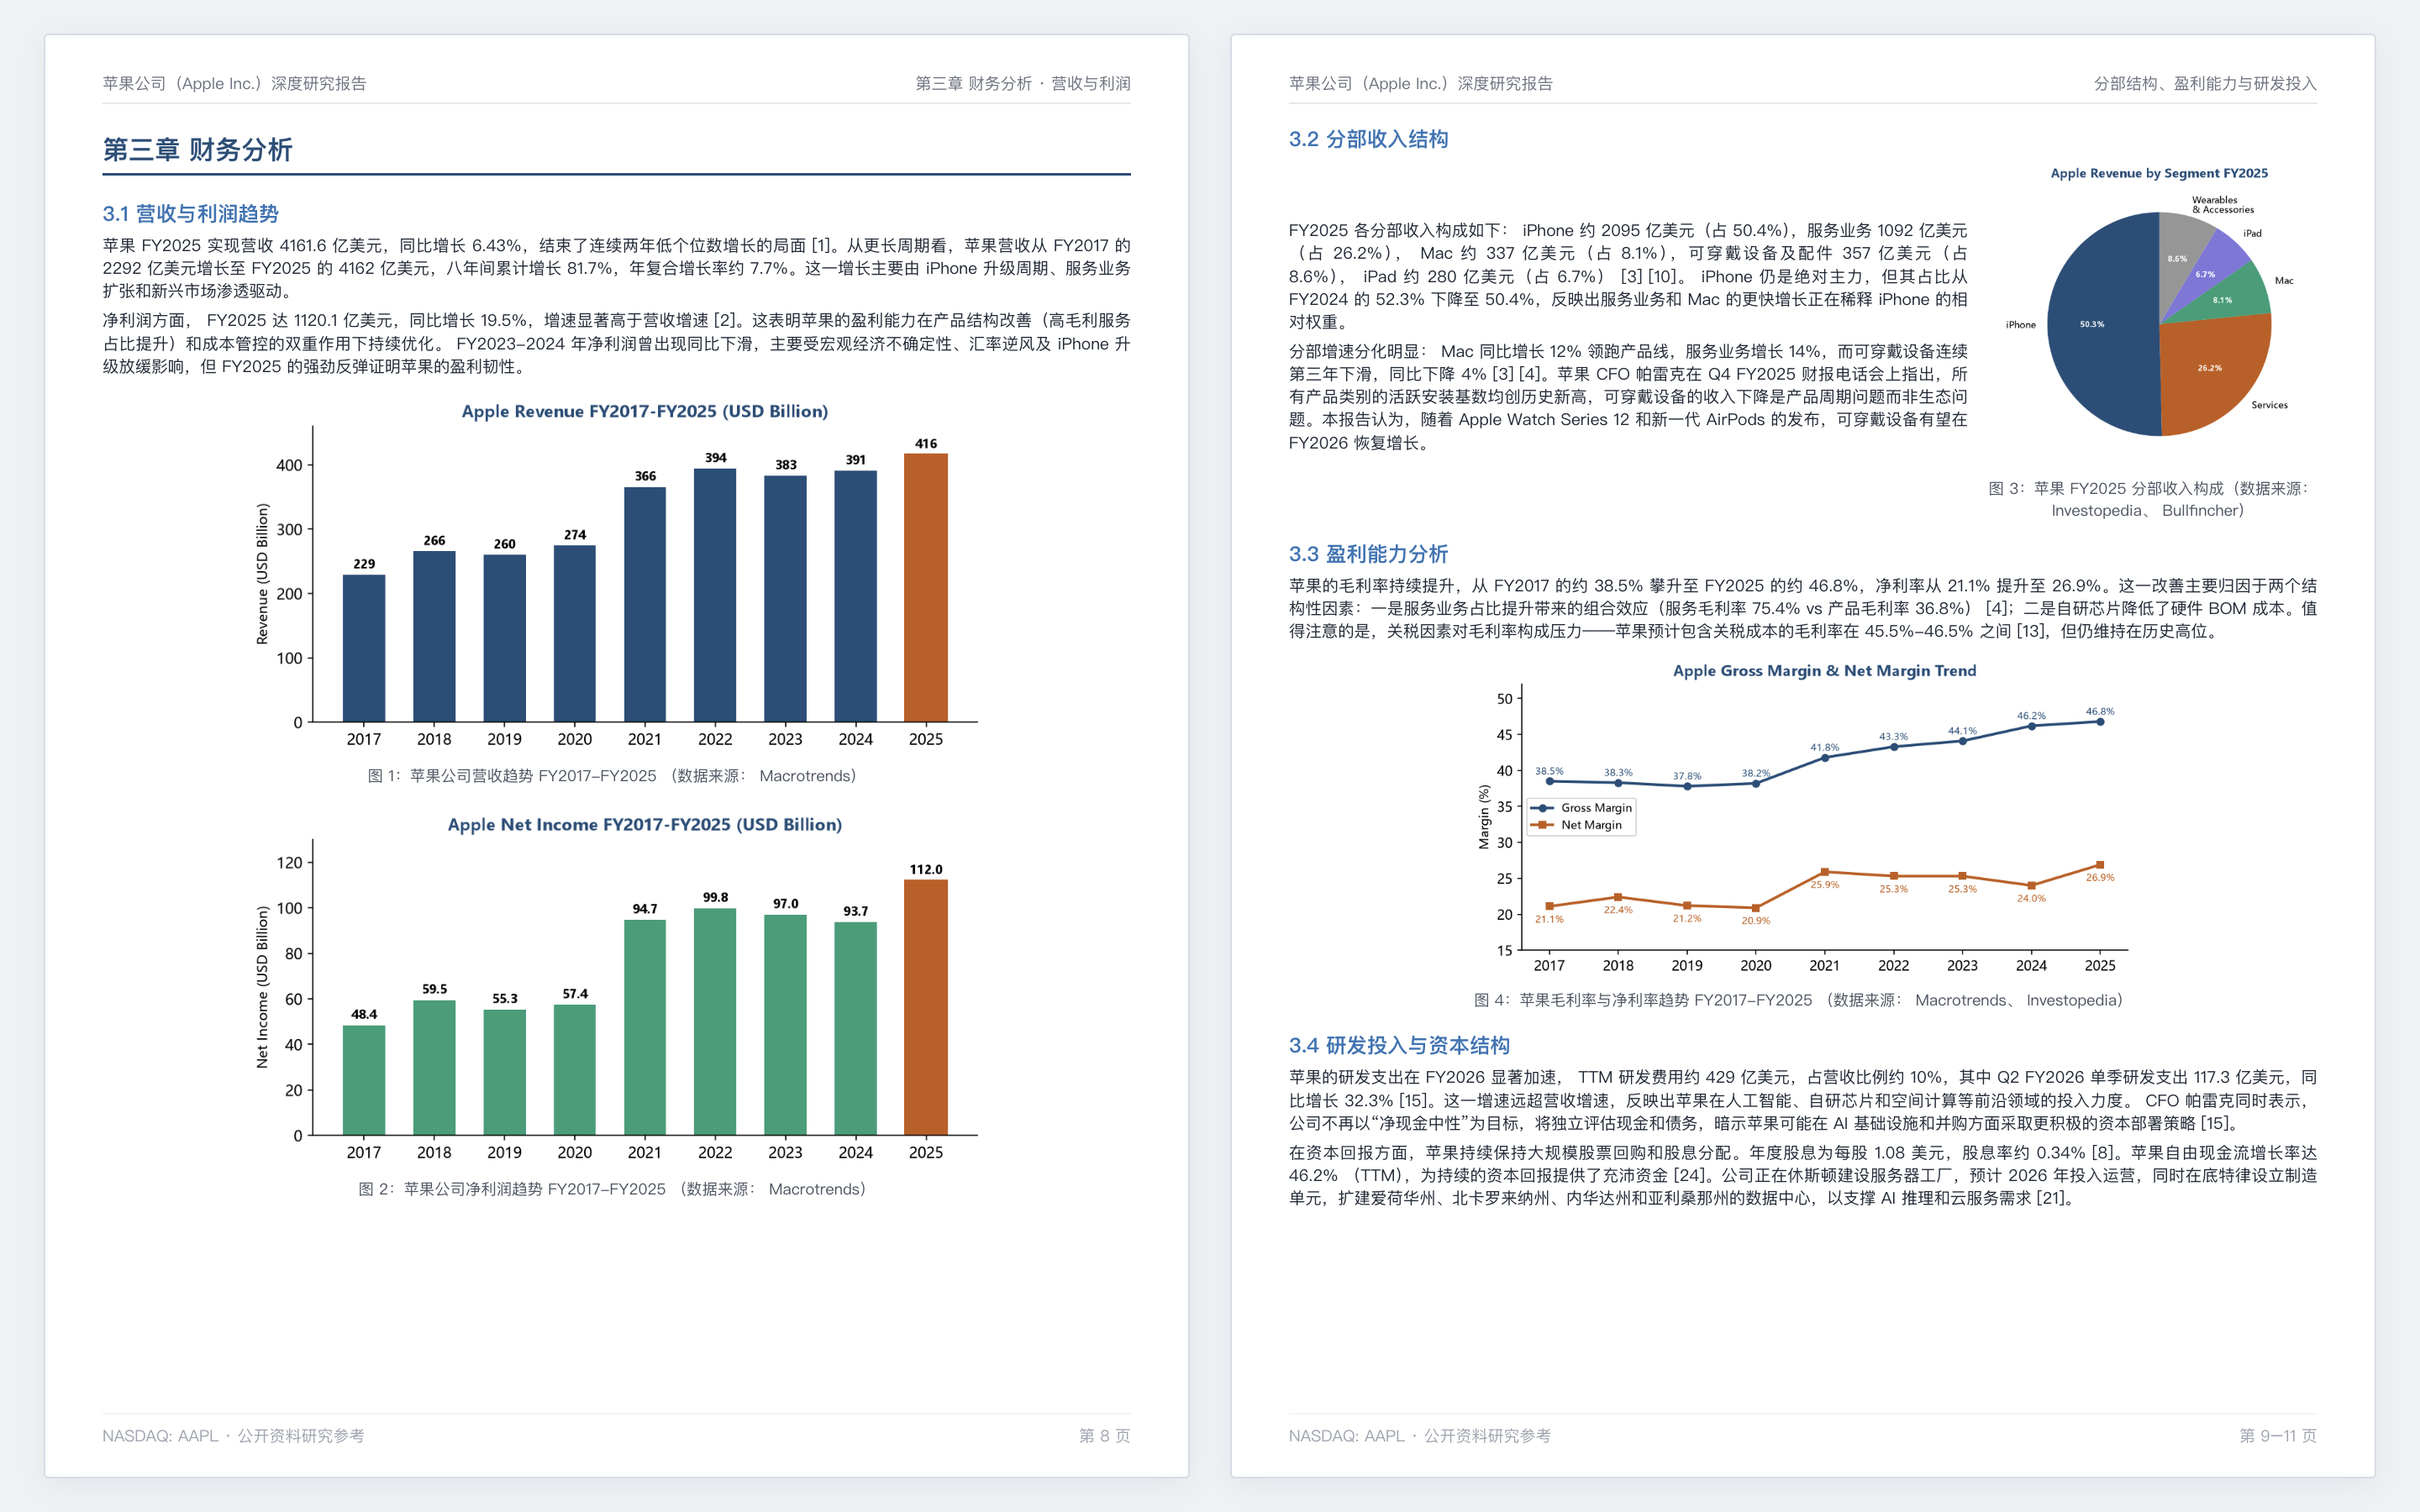 苹果公司（Apple Inc.）深度研究报告
第三章 财务分析 · 营收与利润
第三章 财务分析
3.1 营收与利润趋势
苹果 FY2025 实现营收 4161.6 亿美元，同比增长 6.43%，结束了连续两年低个位数增长的局面 [1]。从更长周期看，苹果营收从 FY2017 的
2292 亿美元增长至 FY2025 的 4162 亿美元，八年间累计增长 81.7%，年复合增长率约 7.7%。这一增长主要由 iPhone 升级周期、服务业务
扩张和新兴市场渗透驱动。
净利润方面， FY2025 达 1120.1 亿美元，同比增长 19.5%，增速显著高于营收增速 [2]。这表明苹果的盈利能力在产品结构改善（高毛利服务
占比提升）和成本管控的双重作用下持续优化。 FY2023–2024 年净利润曾出现同比下滑，主要受宏观经济不确定性、汇率逆风及 iPhone 升
级放缓影响，但 FY2025 的强劲反弹证明苹果的盈利韧性。
Apple Revenue FY2017-FY2025 (USD Billion)
Revenue (USD Billion)
400
300
200
100
0
229
266
260
274
366
394
383
391
416
2017 2018 2019 2020 2021 2022 2023 2024 2025
图 1：苹果公司营收趋势 FY2017–FY2025 （数据来源： Macrotrends）
Apple Net Income FY2017-FY2025 (USD Billion)
Net Income (USD Billion)
120
100
80
60
40
20
0
48.4
59.5
55.3
57.4
94.7
99.8
97.0
93.7
112.0
2017 2018 2019 2020 2021 2022 2023 2024 2025
图 2：苹果公司净利润趋势 FY2017–FY2025 （数据来源： Macrotrends）
NASDAQ: AAPL · 公开资料研究参考
第 8 页
苹果公司（Apple Inc.）深度研究报告
分部结构、盈利能力与研发投入
3.2 分部收入结构
FY2025 各分部收入构成如下： iPhone 约 2095 亿美元（占 50.4%），服务业务 1092 亿美元
（占 26.2%）， Mac 约 337 亿美元（占 8.1%），可穿戴设备及配件 357 亿美元（占
8.6%）， iPad 约 280 亿美元（占 6.7%） [3] [10]。 iPhone 仍是绝对主力，但其占比从
FY2024 的 52.3% 下降至 50.4%，反映出服务业务和 Mac 的更快增长正在稀释 iPhone 的相
对权重。
分部增速分化明显： Mac 同比增长 12% 领跑产品线，服务业务增长 14%，而可穿戴设备连续
第三年下滑，同比下降 4% [3] [4]。苹果 CFO 帕雷克在 Q4 FY2025 财报电话会上指出，所
有产品类别的活跃安装基数均创历史新高，可穿戴设备的收入下降是产品周期问题而非生态问
题。本报告认为，随着 Apple Watch Series 12 和新一代 AirPods 的发布，可穿戴设备有望在
FY2026 恢复增长。
Apple Revenue by Segment FY2025
Wearables
& Accessories
iPad
Mac
iPhone
Services
8.6%
6.7%
8.1%
50.3%
26.2%
图 3：苹果 FY2025 分部收入构成（数据来源：
Investopedia、 Bullfincher）
3.3 盈利能力分析
苹果的毛利率持续提升，从 FY2017 的约 38.5% 攀升至 FY2025 的约 46.8%，净利率从 21.1% 提升至 26.9%。这一改善主要归因于两个结
构性因素：一是服务业务占比提升带来的组合效应（服务毛利率 75.4% vs 产品毛利率 36.8%） [4]；二是自研芯片降低了硬件 BOM 成本。值
得注意的是，关税因素对毛利率构成压力——苹果预计包含关税成本的毛利率在 45.5%–46.5% 之间 [13]，但仍维持在历史高位。
Apple Gross Margin & Net Margin Trend
Margin (%)
50
45
40
35
30
25
20
15
38.5%
38.3%
37.8%
38.2%
41.8%
43.3%
44.1%
46.2%
46.8%
Gross Margin
Net Margin
21.1%
22.4%
21.2%
20.9%
25.9%
25.3%
25.3%
24.0%
26.9%
2017 2018 2019 2020 2021 2022 2023 2024 2025
图 4：苹果毛利率与净利率趋势 FY2017–FY2025 （数据来源： Macrotrends、 Investopedia）
3.4 研发投入与资本结构
苹果的研发支出在 FY2026 显著加速， TTM 研发费用约 429 亿美元，占营收比例约 10%，其中 Q2 FY2026 单季研发支出 117.3 亿美元，同
比增长 32.3% [15]。这一增速远超营收增速，反映出苹果在人工智能、自研芯片和空间计算等前沿领域的投入力度。 CFO 帕雷克同时表示，
公司不再以“净现金中性”为目标，将独立评估现金和债务，暗示苹果可能在 AI 基础设施和并购方面采取更积极的资本部署策略 [15]。
在资本回报方面，苹果持续保持大规模股票回购和股息分配。年度股息为每股 1.08 美元，股息率约 0.34% [8]。苹果自由现金流增长率达
46.2% （TTM），为持续的资本回报提供了充沛资金 [24]。公司正在休斯顿建设服务器工厂，预计 2026 年投入运营，同时在底特律设立制造
单元，扩建爱荷华州、北卡罗来纳州、内华达州和亚利桑那州的数据中心，以支撑 AI 推理和云服务需求 [21]。
NASDAQ: AAPL · 公开资料研究参考
第 9–11 页